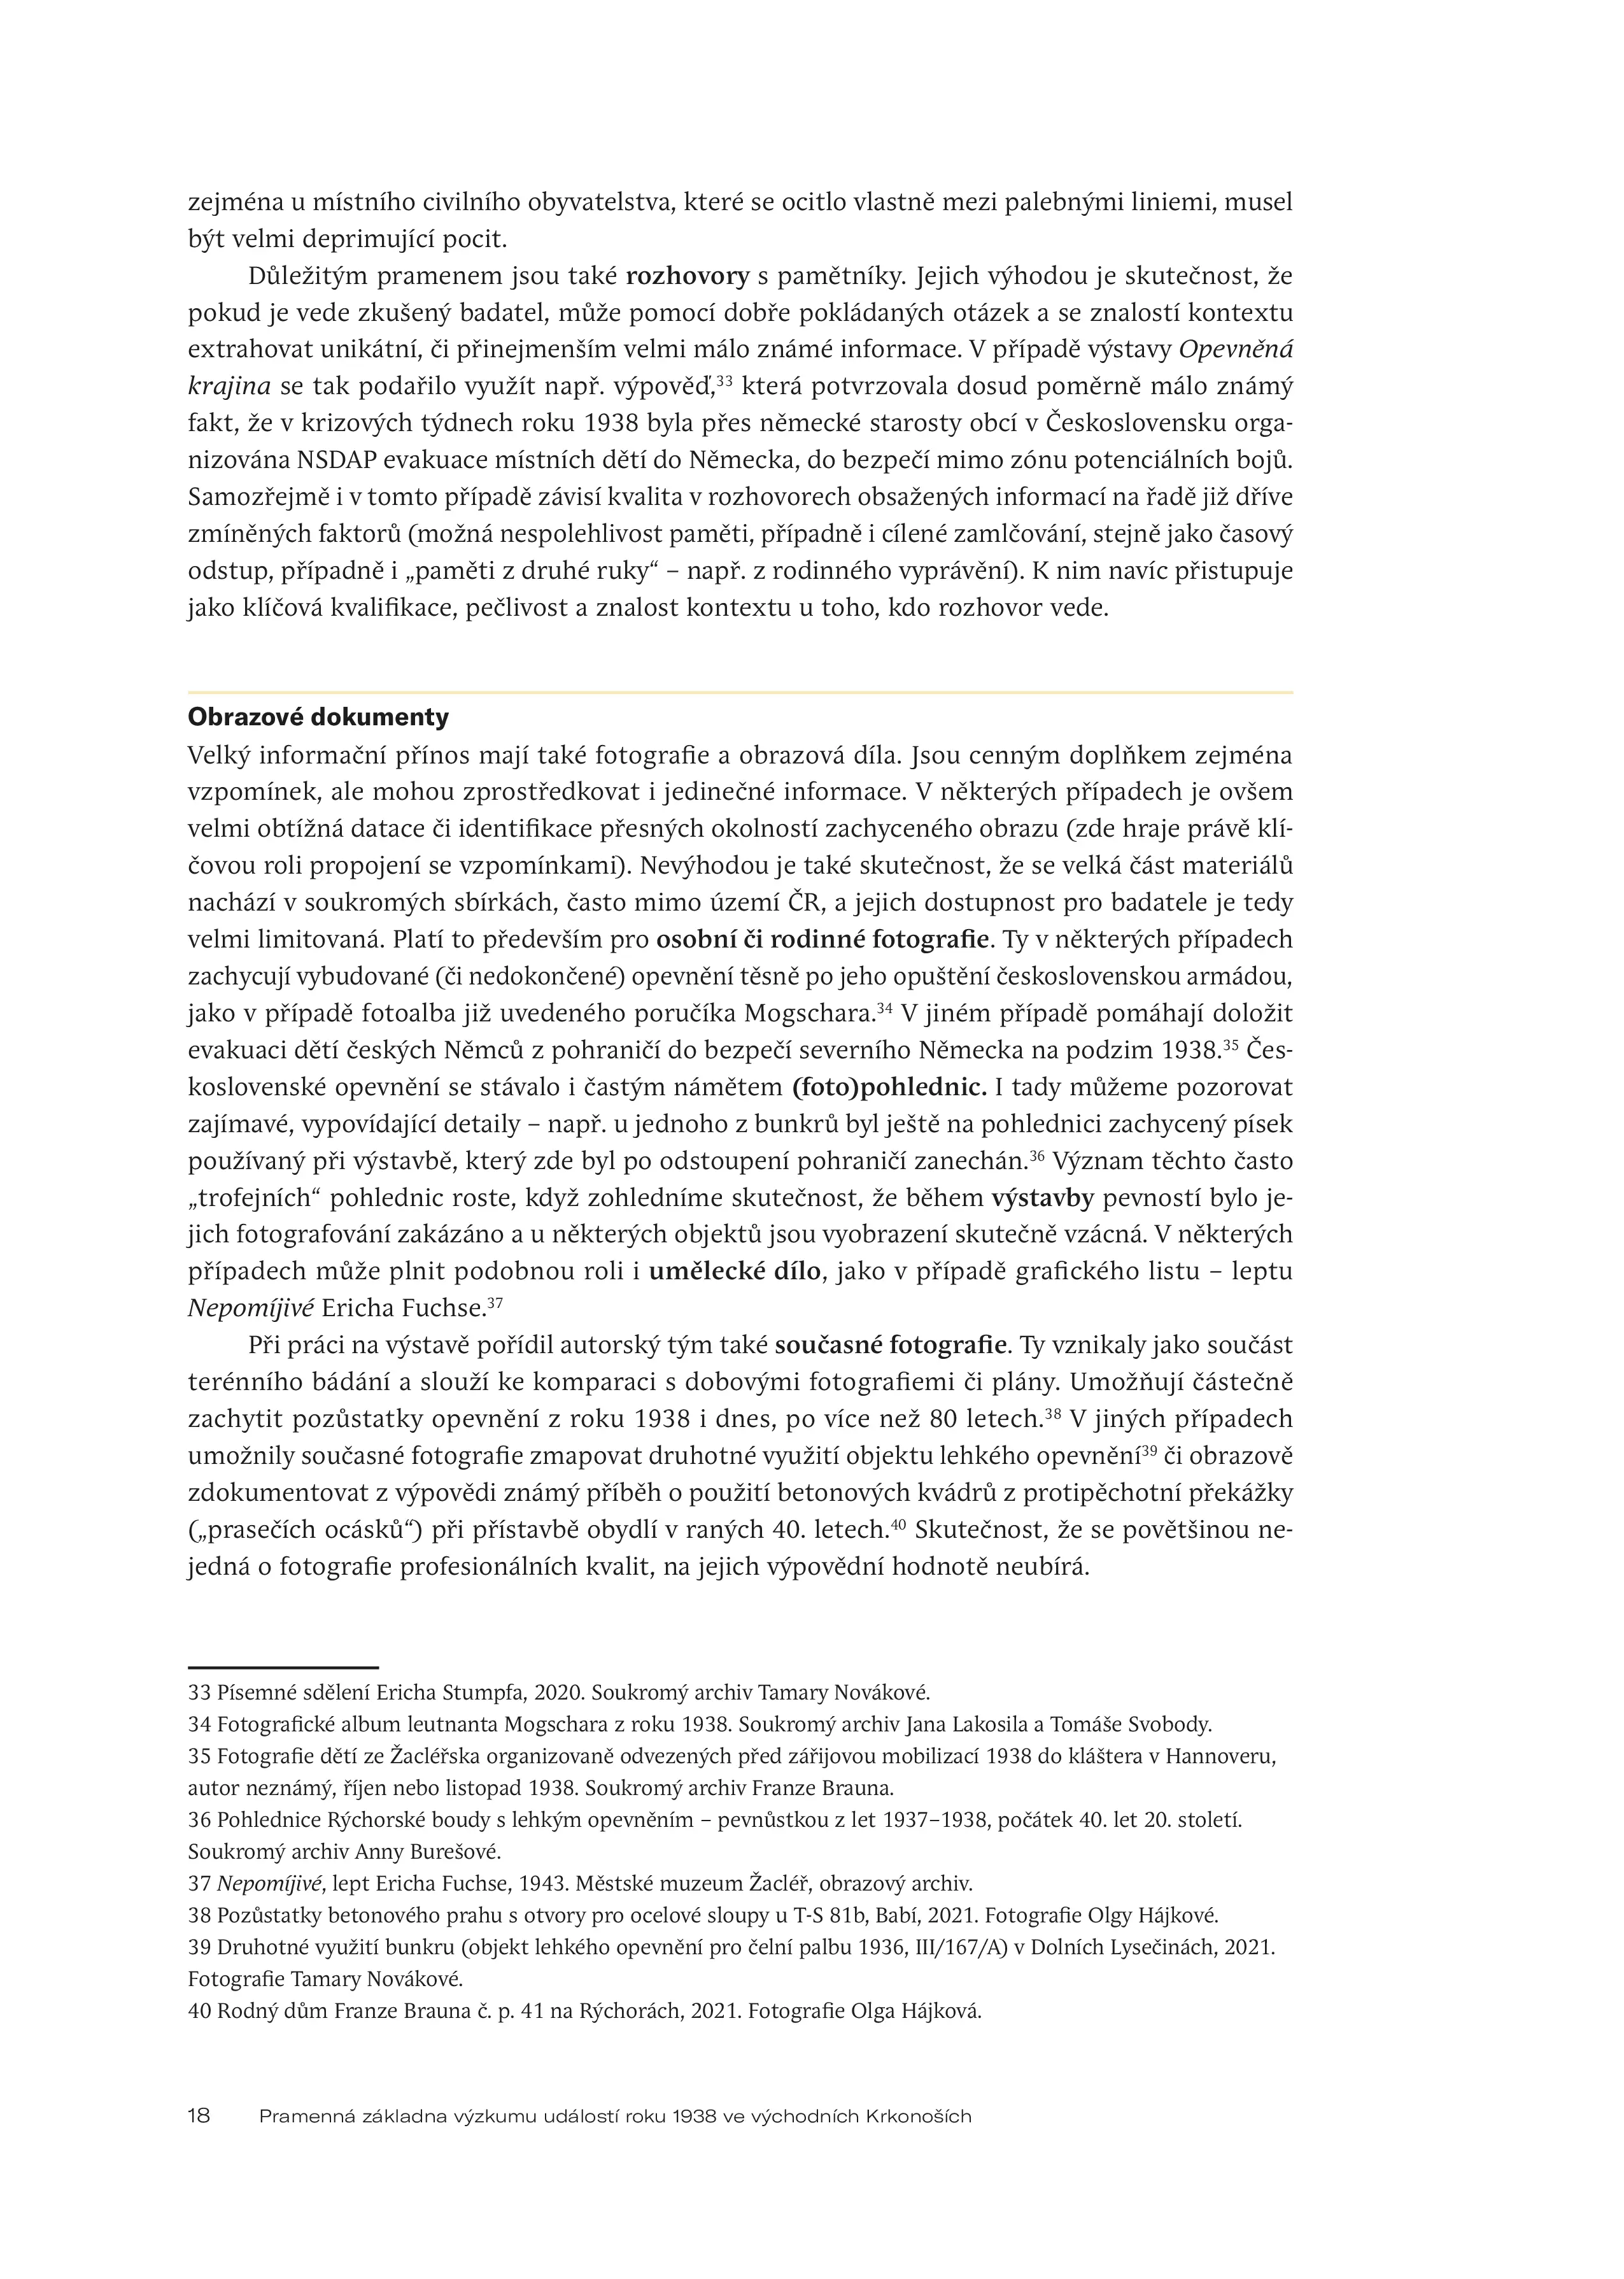 zejména u místního civilního obyvatelstva, které se ocitlo vlastně mezi palebnými liniemi, musel
být velmi deprimující pocit.
Důležitým pramenem jsou také rozhovory s pamětníky. Jejich výhodou je skutečnost, že
pokud je vede zkušený badatel, může pomocí dobře pokládaných otázek a se znalostí kontextu
extrahovat unikátní, či přinejmenším velmi málo známé informace. V případě výstavy Opevněná
krajina se tak podařilo využít např. výpověď,33 která potvrzovala dosud poměrně málo známý
fakt, že v krizových týdnech roku 1938 byla přes německé starosty obcí v Československu orga-
nizována NSDAP evakuace místních dětí do Německa, do bezpečí mimo zónu potenciálních bojů.
Samozřejmě i v tomto případě závisí kvalita v rozhovorech obsažených informací na řadě již dříve
zmíněných faktorů (možná nespolehlivost paměti, případně i cílené zamlčování, stejně jako časový
odstup, případně i „paměti z druhé ruky“ – např. z rodinného vyprávění). K nim navíc přistupuje
jako klíčová kvalifikace, pečlivost a znalost kontextu u toho, kdo rozhovor vede.
Obrazové dokumenty
Velký informační přínos mají také fotografie a obrazová díla. Jsou cenným doplňkem zejména
vzpomínek, ale mohou zprostředkovat i jedinečné informace. V některých případech je ovšem
velmi obtížná datace či identifikace přesných okolností zachyceného obrazu (zde hraje právě klí-
čovou roli propojení se vzpomínkami). Nevýhodou je také skutečnost, že se velká část materiálů
nachází v soukromých sbírkách, často mimo území ČR, a jejich dostupnost pro badatele je tedy
velmi limitovaná. Platí to především pro osobní či rodinné fotografie. Ty v některých případech
zachycují vybudované (či nedokončené) opevnění těsně po jeho opuštění československou armádou,
jako v případě fotoalba již uvedeného poručíka Mogschara.34 V jiném případě pomáhají doložit
evakuaci dětí českých Němců z pohraničí do bezpečí severního Německa na podzim 1938.35 Čes-
koslovenské opevnění se stávalo i častým námětem (foto)pohlednic. I tady můžeme pozorovat
zajímavé, vypovídající detaily – např. u jednoho z bunkrů byl ještě na pohlednici zachycený písek
používaný při výstavbě, který zde byl po odstoupení pohraničí zanechán.36 Význam těchto často
„trofejních“ pohlednic roste, když zohledníme skutečnost, že během výstavby pevností bylo je-
jich fotografování zakázáno a u některých objektů jsou vyobrazení skutečně vzácná. V některých
případech může plnit podobnou roli i umělecké dílo, jako v případě grafického listu – leptu
Nepomíjivé Ericha Fuchse.37
Při práci na výstavě pořídil autorský tým také současné fotografie. Ty vznikaly jako součást
terénního bádání a slouží ke komparaci s dobovými fotografiemi či plány. Umožňují částečně
zachytit pozůstatky opevnění z roku 1938 i dnes, po více než 80 letech.38 V jiných případech
umožnily současné fotografie zmapovat druhotné využití objektu lehkého opevnění39 či obrazově
zdokumentovat z výpovědi známý příběh o použití betonových kvádrů z protipěchotní překážky
(„prasečích ocásků“) při přístavbě obydlí v raných 40. letech.40 Skutečnost, že se povětšinou ne-
jedná o fotografie profesionálních kvalit, na jejich výpovědní hodnotě neubírá.
33 Písemné sdělení Ericha Stumpfa, 2020. Soukromý archiv Tamary Novákové.
34 Fotografické album leutnanta Mogschara z roku 1938. Soukromý archiv Jana Lakosila a Tomáše Svobody.
35 Fotografie dětí ze Žacléřska organizovaně odvezených před zářijovou mobilizací 1938 do kláštera v Hannoveru,
autor neznámý, říjen nebo listopad 1938. Soukromý archiv Franze Brauna.
36 Pohlednice Rýchorské boudy s lehkým opevněním – pevnůstkou z let 1937–1938, počátek 40. let 20. století.
Soukromý archiv Anny Burešové.
37 Nepomíjivé, lept Ericha Fuchse, 1943. Městské muzeum Žacléř, obrazový archiv.
38 Pozůstatky betonového prahu s otvory pro ocelové sloupy u T-S 81b, Babí, 2021. Fotografie Olgy Hájkové.
39 Druhotné využití bunkru (objekt lehkého opevnění pro čelní palbu 1936, III/167/A) v Dolních Lysečinách, 2021.
Fotografie Tamary Novákové.
40 Rodný dům Franze Brauna č. p. 41 na Rýchorách, 2021. Fotografie Olga Hájková.
18 Pramenná základna výzkumu událostí roku 1938 ve východních Krkonoších